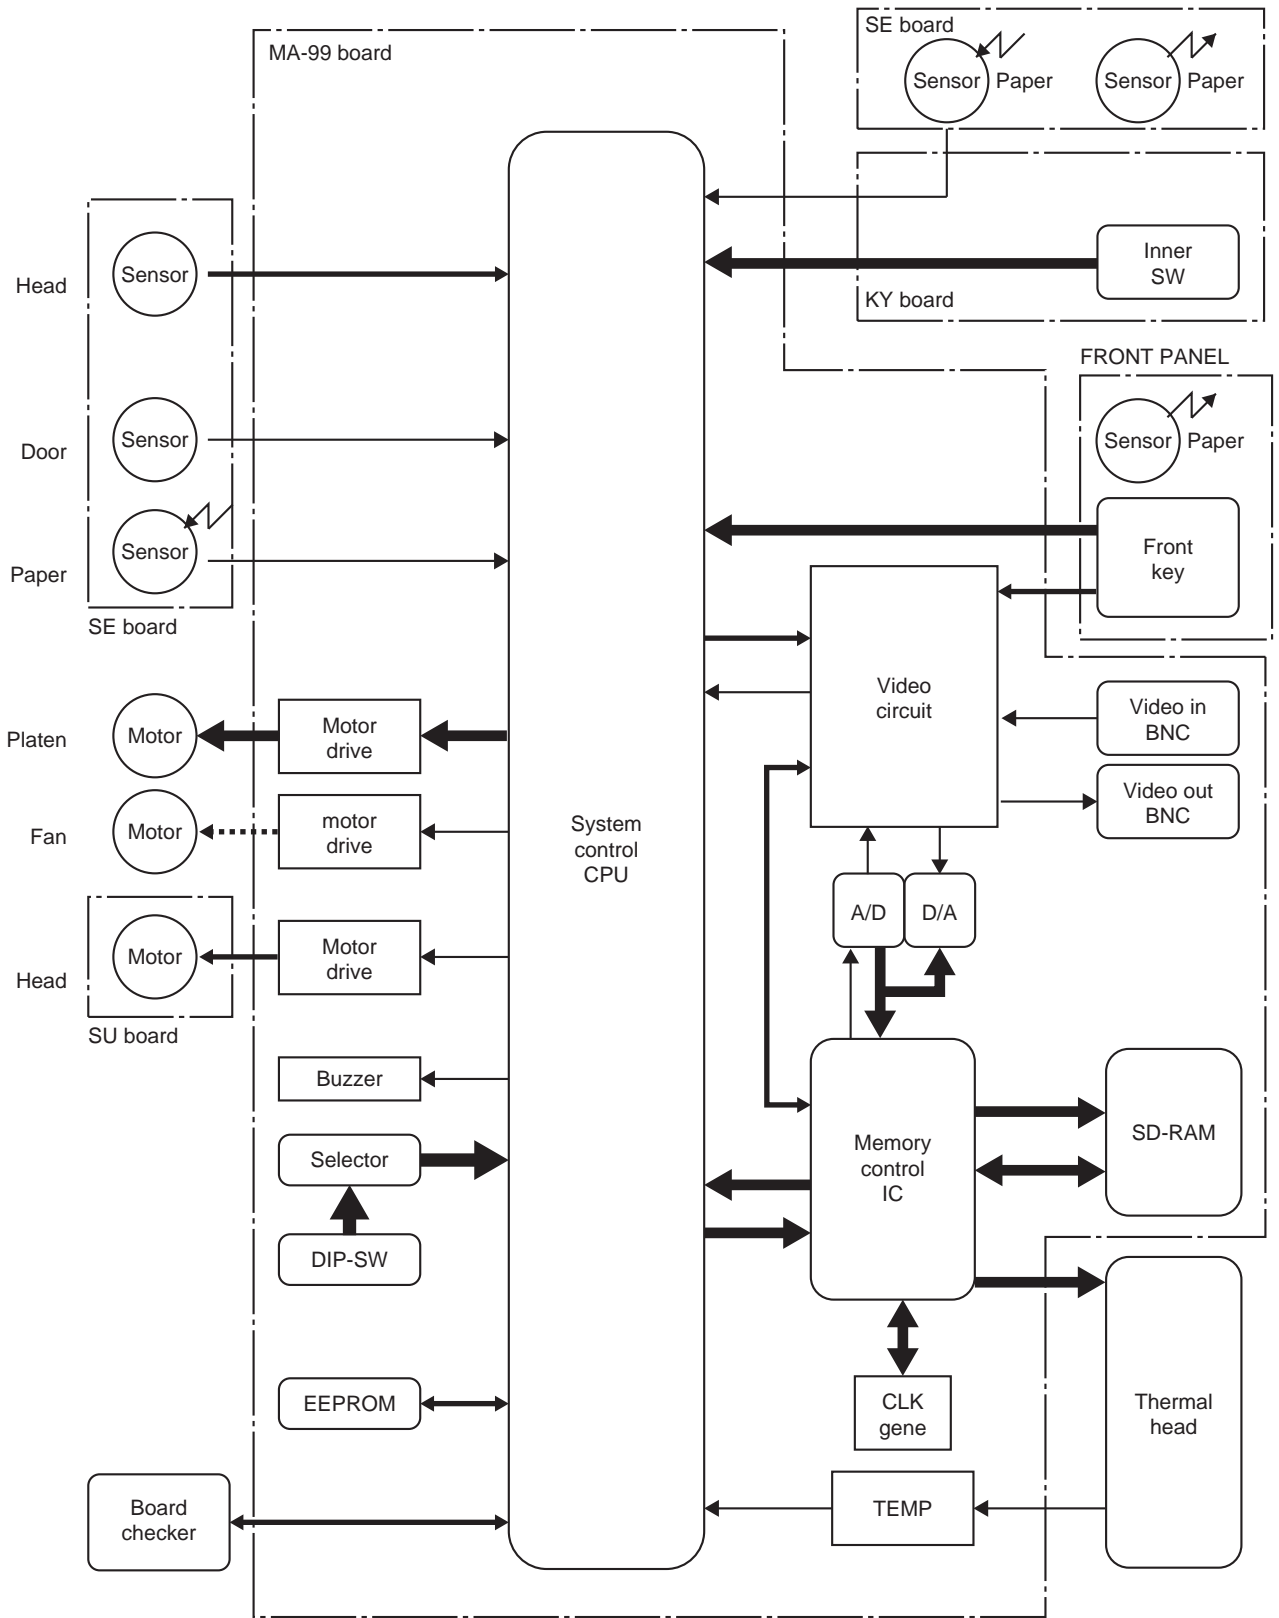 SE board
MA-99 board
Sensor
Paper
Sensor
Paper
Head
Sensor
Inner
SW
KY board
FRONT PANEL
Door
Sensor
Sensor
Paper
Paper
Sensor
Front
key
SE board
Platen
Motor
Motor
drive
Video
circuit
Video in
BNC
Fan
Motor
motor
drive
System
control
CPU
Video out
BNC
Head
Motor
Motor
drive
A/D
D/A
SU board
Buzzer
Selector
Memory
control
IC
SD-RAM
DIP-SW
EEPROM
CLK
gene
Thermal
head
Board
checker
TEMP